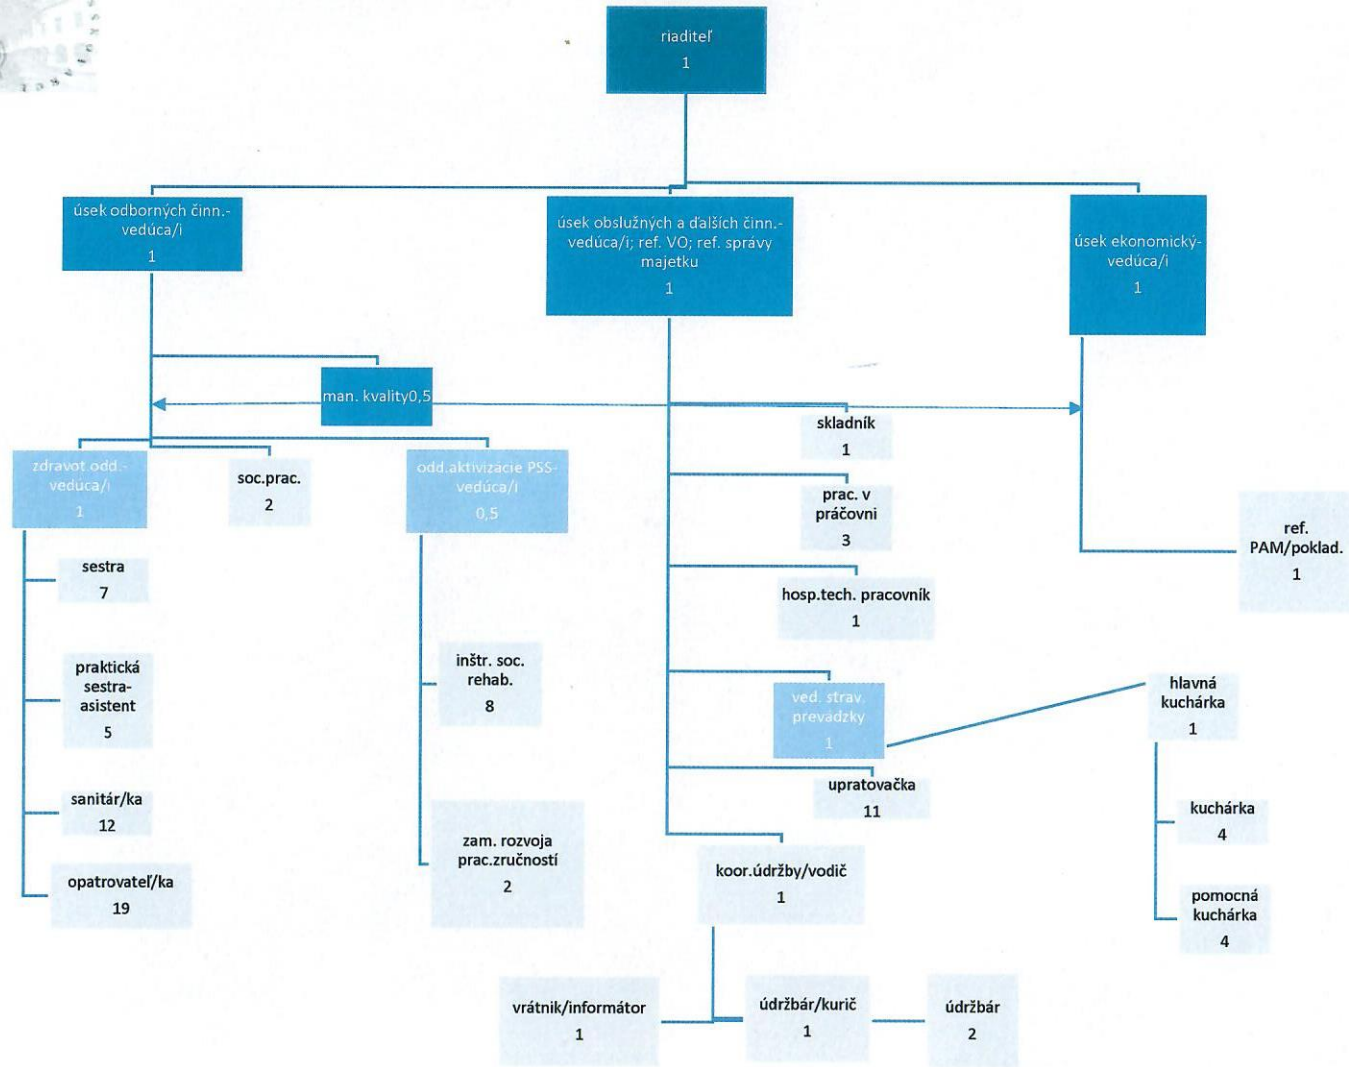 riaditeľ
1
úsek odborných činn.-
vedúca/i
1
úsek obslužných a ďalších činn.-
vedúca/i; ref. VO; ref. správy
majetku
1
úsek ekonomický-
vedúca/i
1
man. kvality0,5
zdravot odd.-
vedúca/i
1
soc.prac.
2
odd.aktivizácie PSS-
vedúca/i
0,5
sestra
7
praktická
sestra-
asistent
5
sanitár/ka
12
opatrovateľ/ka
19
inštr. soc.
rehab.
8
zam. rozvoja
prac.zručností
2
skladník
1
prac. v
práčovni
3
hosp.tech. pracovník
1
ved. strav.
prevádzky
1
upratovačka
11
koor.údržby/vodič
1
vrátnik/informátor
1
údržbár/kurič
1
údržbár
2
ref.
PAM/poklad.
1
hlavná
kuchárka
1
kuchárka
4
pomocná
kuchárka
4